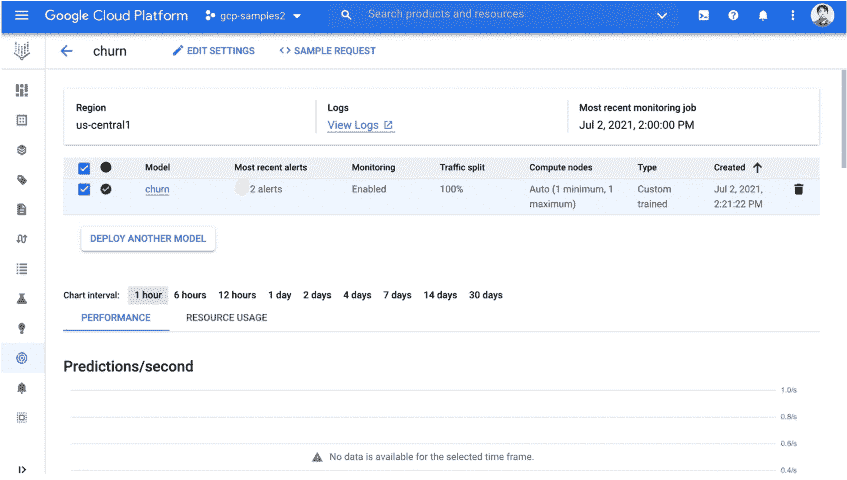 Google Cloud Platform gcp-samples2 Search products and resources
churn EDIT SETTINGS SAMPLE REQUEST
Region Logs Most recent monitoring job
us-central1 View Logs Jul 2, 2021, 2:00:00 PM
Model Most recent alerts Monitoring Traffic split Compute nodes Type Created
churn 2 alerts Enabled 100% Auto (1 minimum, 1 Custom Jul 2, 2021,
maximum) trained 2:21:22 PM
DEPLOY ANOTHER MODEL
Chart interval: 1 hour 6 hours 12 hours 1 day 2 days 4 days 7 days 14 days 30 days
PERFORMANCE RESOURCE USAGE
Predictions/second
1.0/s
0.8/s
0.6/s
No data is available for the selected time frame.
0.4/s